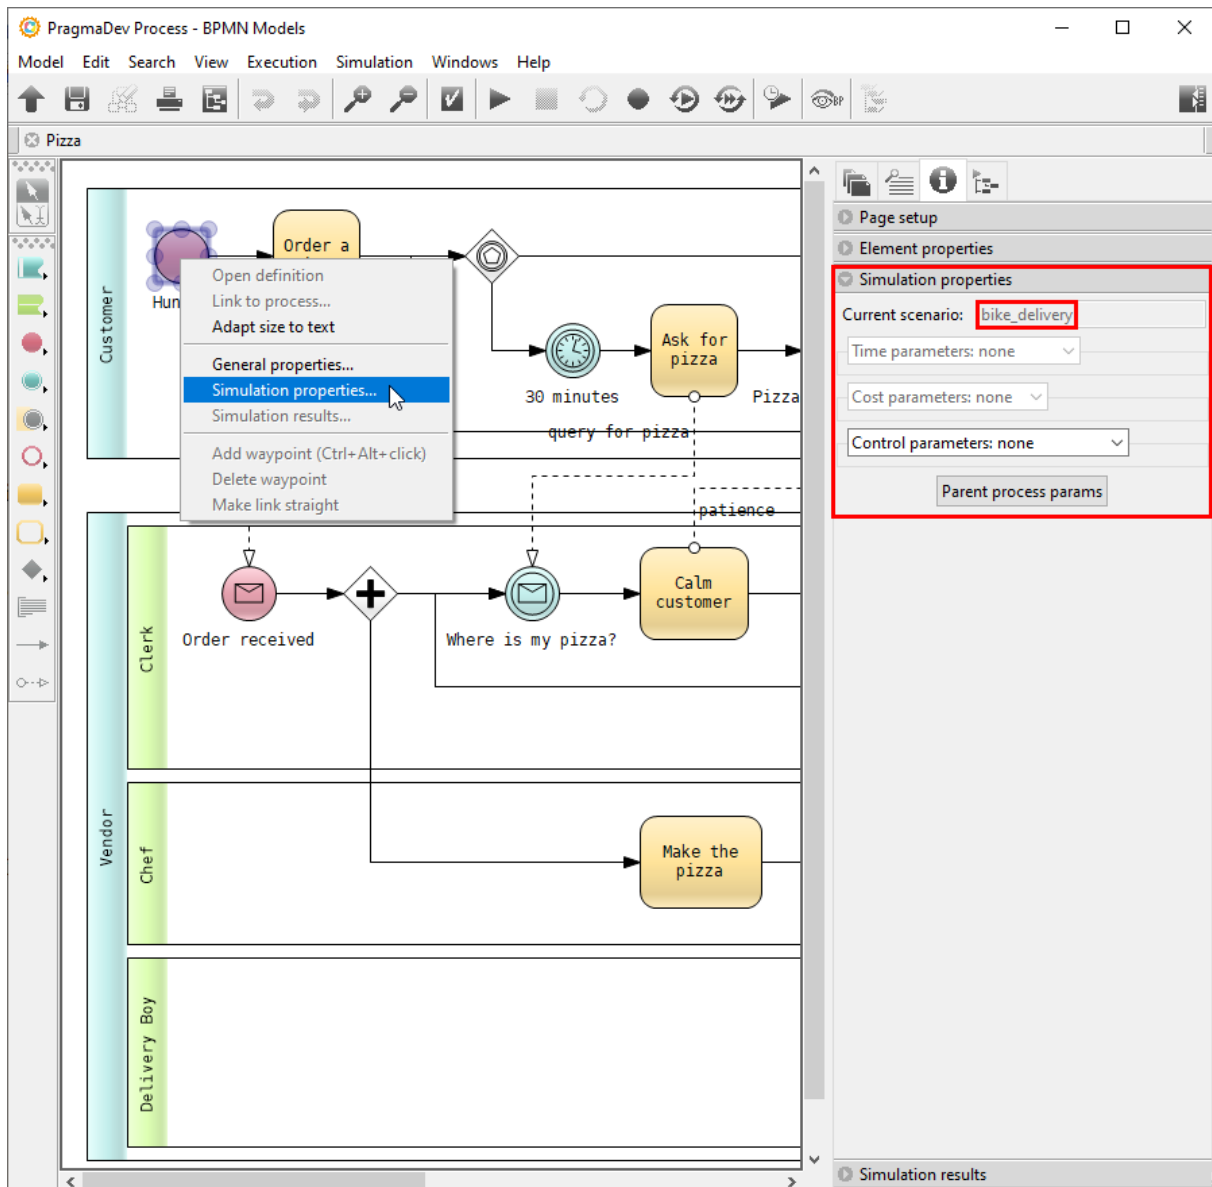 PragmaDev Process - BPMN Models
Model Edit Search View Execution Simulation Windows Help
BP
Pizza
Page setup
Element properties
Simulation properties
Current scenario: bike_delivery
Time parameters: none
Cost parameters: none
Control parameters: none
Parent process params
Simulation results
Customer
Order a
Hun
Open definition
Link to process...
Adapt size to text
General properties...
Simulation properties...
Simulation results...
Add waypoint (Ctrl+Alt+click)
Delete waypoint
Make link straight
Ask for
pizza
30 minutes
Pizza
query for pizza
patience
Vendor
Clerk
Order received
Where is my pizza?
Calm
customer
Chef
Make the
pizza
Delivery Boy